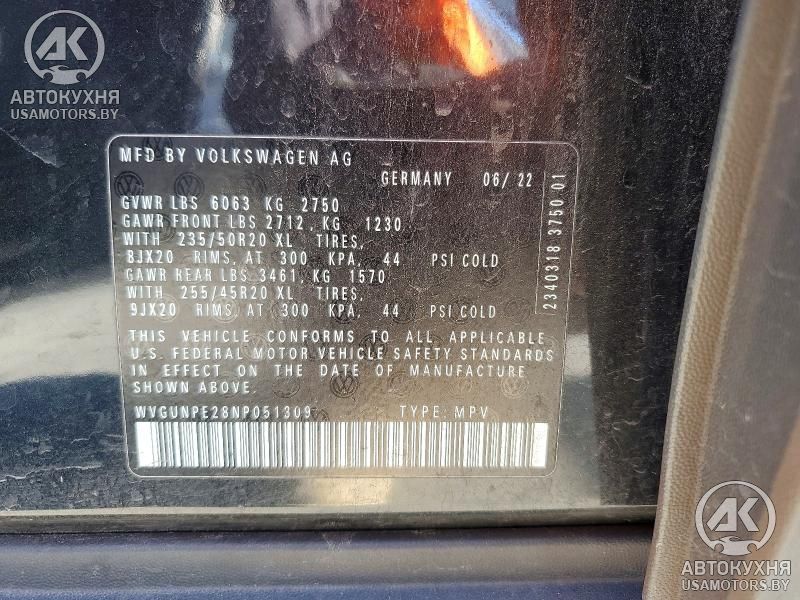 АК
АВТОКУХНЯ
USAMOTORS.BY
MFD BY VOLKSWAGEN AG
GERMANY 06/22
GVWR LBS 6063 KG 2750
GAWR FRONT LBS 2712, KG 1230
WITH 235/50R20 XL TIRES,
8JX20 RIMS, AT 300 KPA, 44 PSI COLD
GAWR REAR LBS 3461, KG 1570
WITH 255/45R20 XL TIRES,
9JX20 RIMS, AT 300 KPA, 44 PSI COLD
THIS VEHICLE CONFORMS TO ALL APPLICABLE
U.S. FEDERAL MOTOR VEHICLE SAFETY STANDARDS
IN EFFECT ON THE DATE OF MANUFACTURE
SHOWN ABOVE
WVGUNPE28NP051309 TYPE: MPV
2340318 3750 01
АК
АВТОКУХНЯ
USAMOTORS.BY